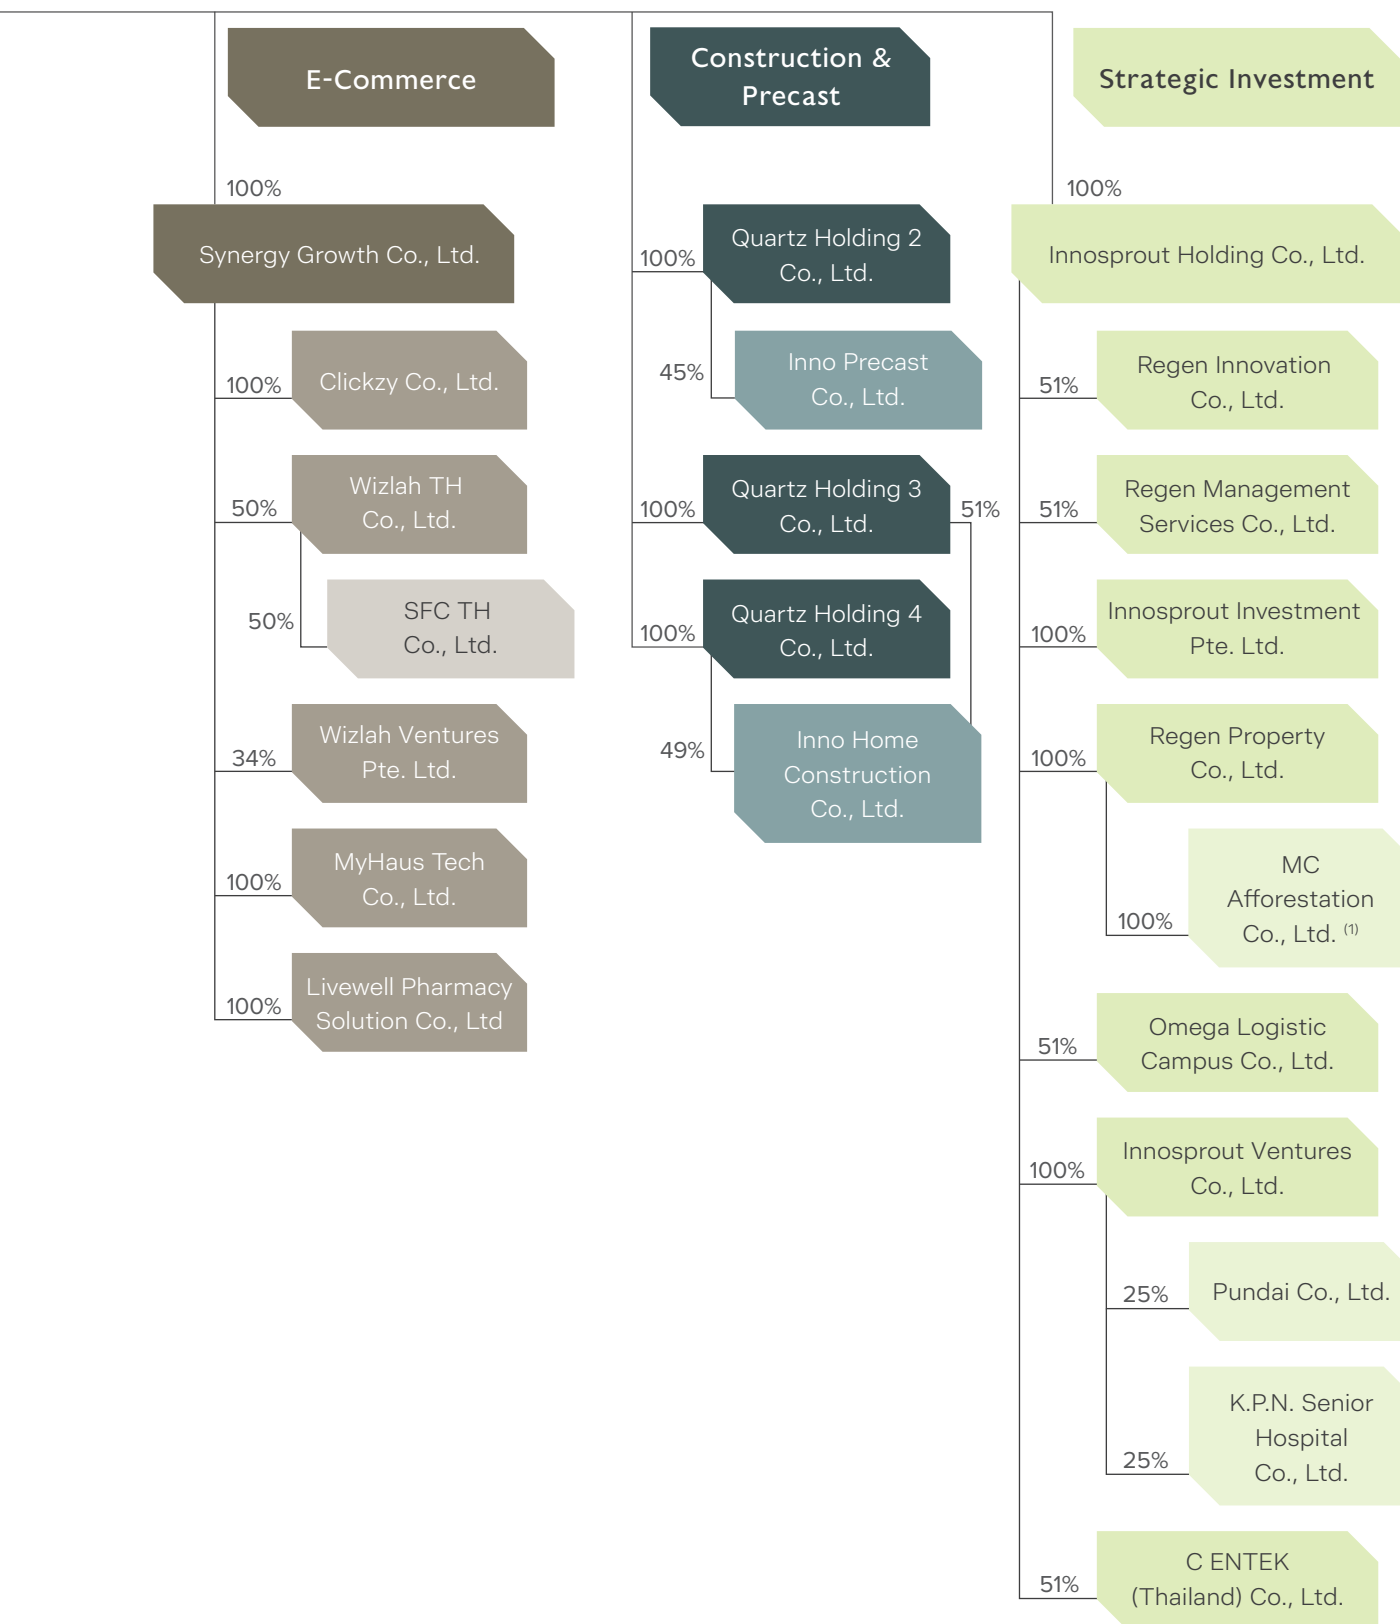 E-Commerce
100%
Synergy Growth Co., Ltd.
100%
Clickzy Co., Ltd.
50%
Wizlah TH
Co., Ltd.
50%
SFC TH
Co., Ltd.
34%
Wizlah Ventures
Pte. Ltd.
100%
MyHaus Tech
Co., Ltd.
100%
Livewell Pharmacy
Solution Co., Ltd
Construction &
Precast
100%
Quartz Holding 2
Co., Ltd.
45%
Inno Precast
Co., Ltd.
100%
Quartz Holding 3
Co., Ltd.
51%
100%
Quartz Holding 4
Co., Ltd.
49%
Inno Home
Construction
Co., Ltd.
Strategic Investment
100%
Innosprout Holding Co., Ltd.
51%
Regen Innovation
Co., Ltd.
51%
Regen Management
Services Co., Ltd.
100%
Innosprout Investment
Pte. Ltd.
100%
Regen Property
Co., Ltd.
100%
MC
Afforestation
Co., Ltd. (1)
51%
Omega Logistic
Campus Co., Ltd.
100%
Innosprout Ventures
Co., Ltd.
25%
Pundai Co., Ltd.
25%
K.P.N. Senior
Hospital
Co., Ltd.
51%
C ENTEK
(Thailand) Co., Ltd.